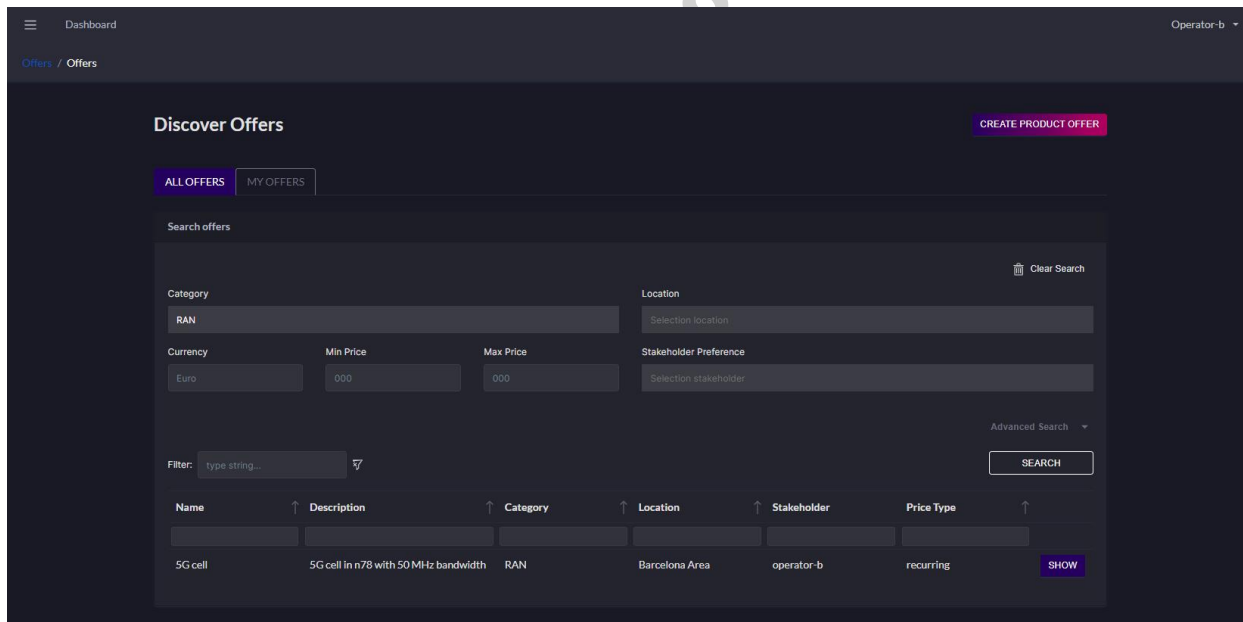 Dashboard Operator-b
Offers / Offers
Discover Offers CREATE PRODUCT OFFER
ALL OFFERS MY OFFERS
Search offers
Clear Search
Category Location
RAN Selection location
Currency Min Price Max Price Stakeholder Preference
Euro 000 000 Selection stakeholder
Advanced Search
Filter: type string... SEARCH
Name Description Category Location Stakeholder Price Type
5G cell 5G cell in n78 with 50 MHz bandwidth RAN Barcelona Area operator-b recurring SHOW